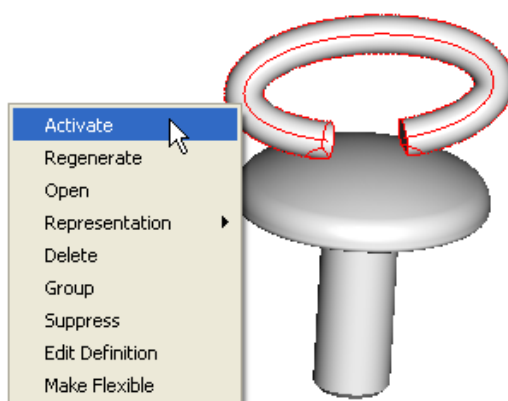 Activate
Regenerate
Open
Representation
Delete
Group
Suppress
Edit Definition
Make Flexible